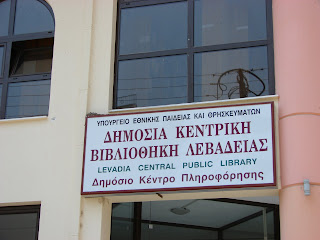 ΥΠΟΥΡΓΕΙΟ ΕΘΝΙΚΗΣ ΠΑΙΔΕΙΑΣ ΚΑΙ ΘΡΗΣΚΕΥΜΑΤΩΝ
ΔΗΜΟΣΙΑ ΚΕΝΤΡΙΚΗ
ΒΙΒΛΙΟΘΗΚΗ ΛΕΒΑΔΕΙΑΣ
LEVADIA CENTRAL PUBLIC LIBRARY
Δημόσιο Κέντρο Πληροφόρησης